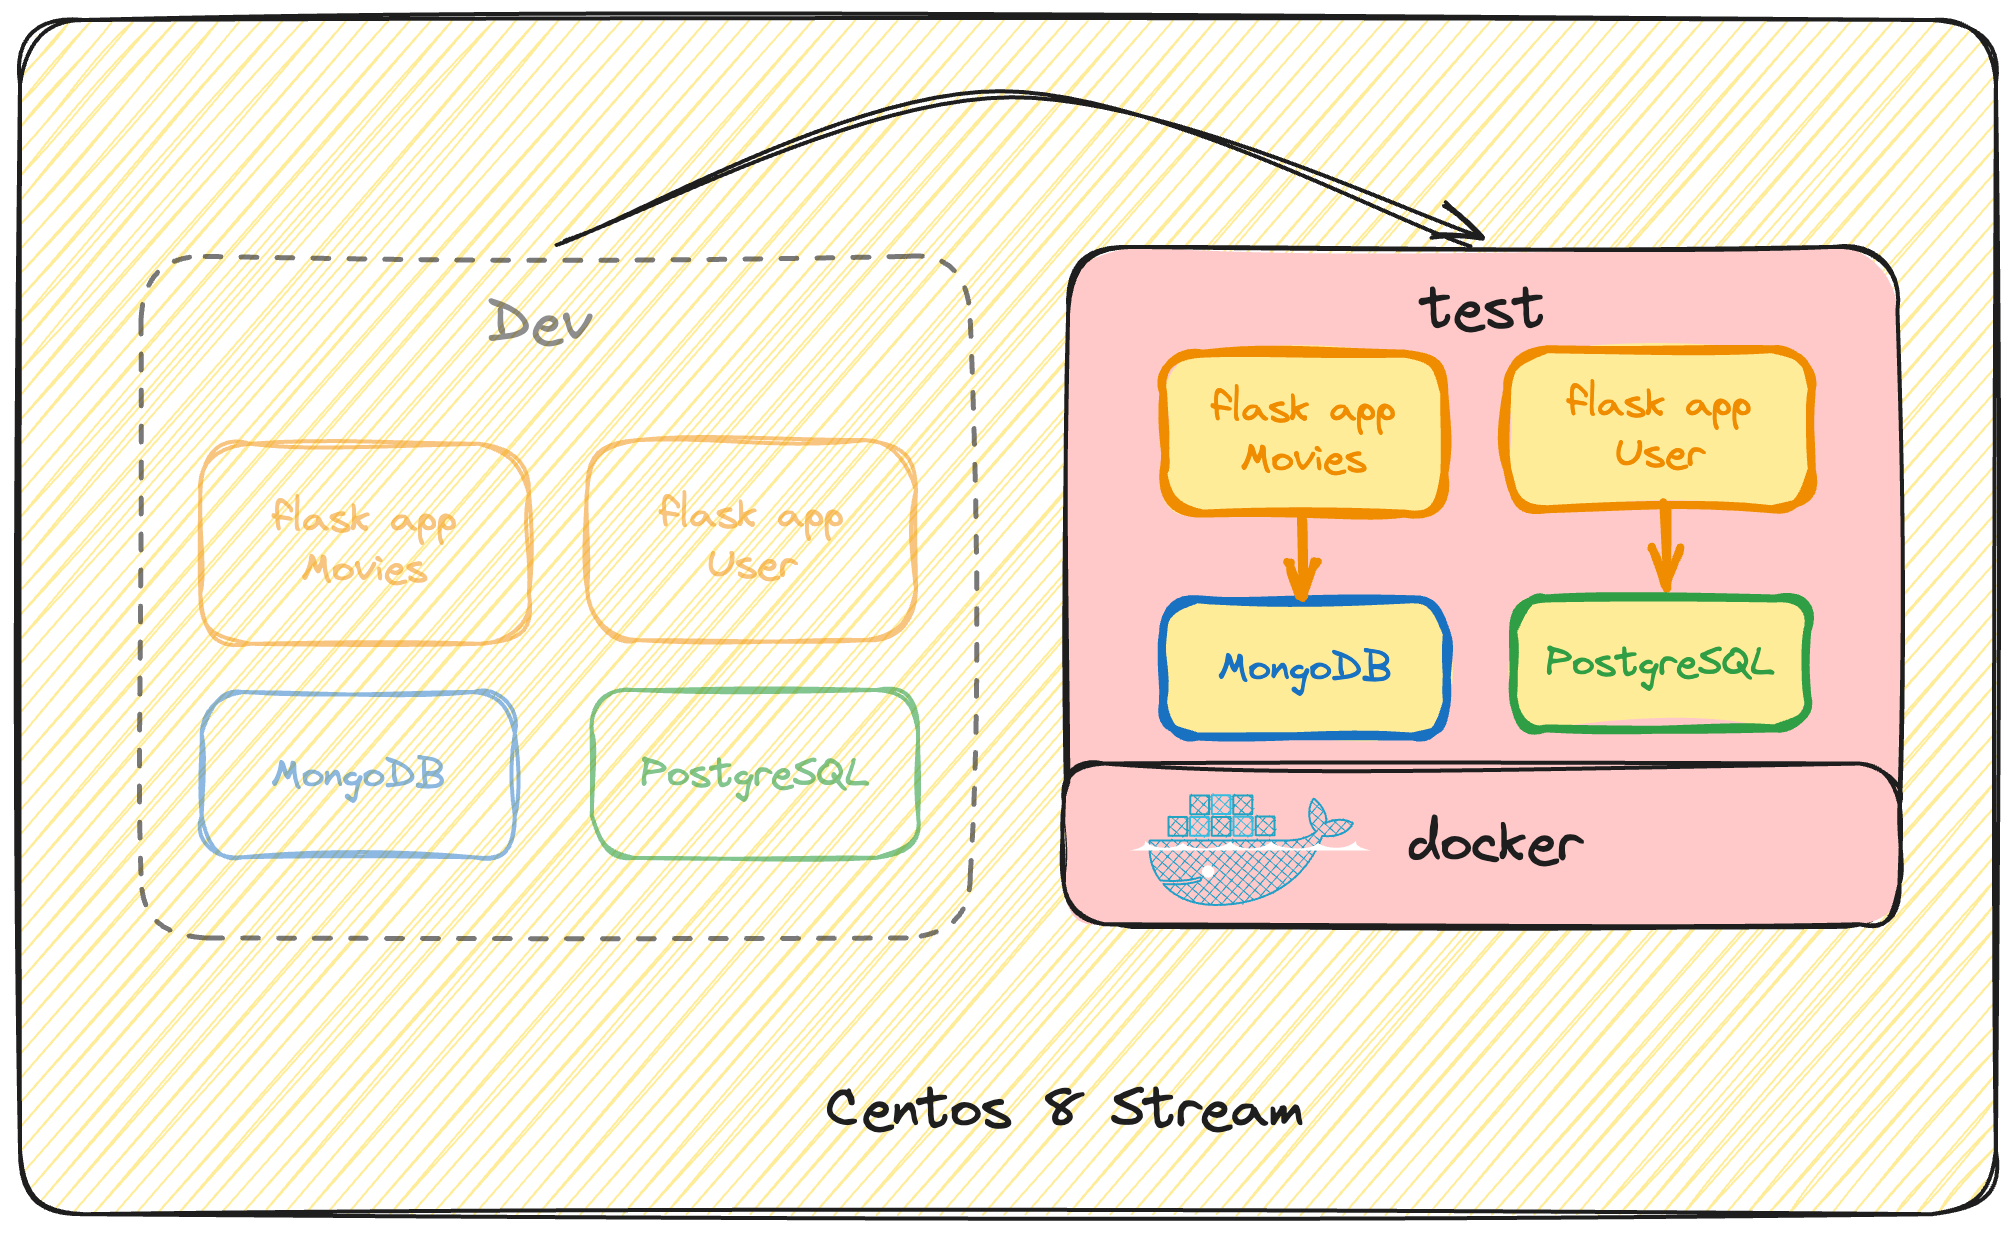 Dev
flask app
Movies
flask app
User
MongoDB
PostgreSQL
test
flask app
Movies
flask app
User
MongoDB
PostgreSQL
docker
Centos 8 Stream